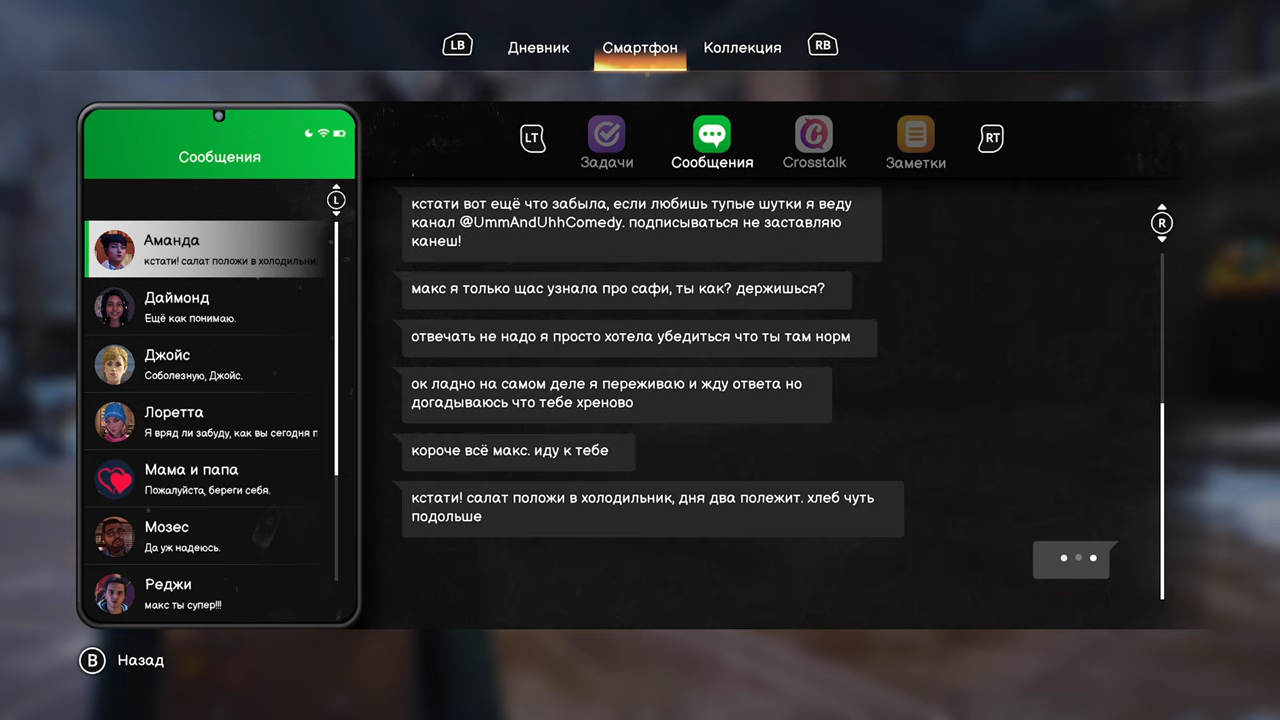 LB
Дневник
Смартфон
Коллекция
RB
Сообщения
L
Аманда
кстати! салат положи в холодильни
Даймонд
Ещё как понимаю.
Джойс
Соболезную, Джойс.
Лоретта
Я вряд ли забуду, как вы сегодня п
Мама и папа
Пожалуйста, береги себя.
Мозес
Да уж надеюсь.
Реджи
макс ты супер!!!
LT
Задачи
Сообщения
Crosstalk
Заметки
RT
кстати вот ещё что забыла, если любишь тупые шутки я веду
канал @UmmAndUhhComedy. подписываться не заставляю
канеш!
макс я только щас узнала про сафи, ты как? держишься?
отвечать не надо я просто хотела убедиться что ты там норм
ок ладно на самом деле я переживаю и жду ответа но
догадываюсь что тебе хреново
короче всё макс. иду к тебе
кстати! салат положи в холодильник, дня два полежит. хлеб чуть
подольше
R
B
Назад